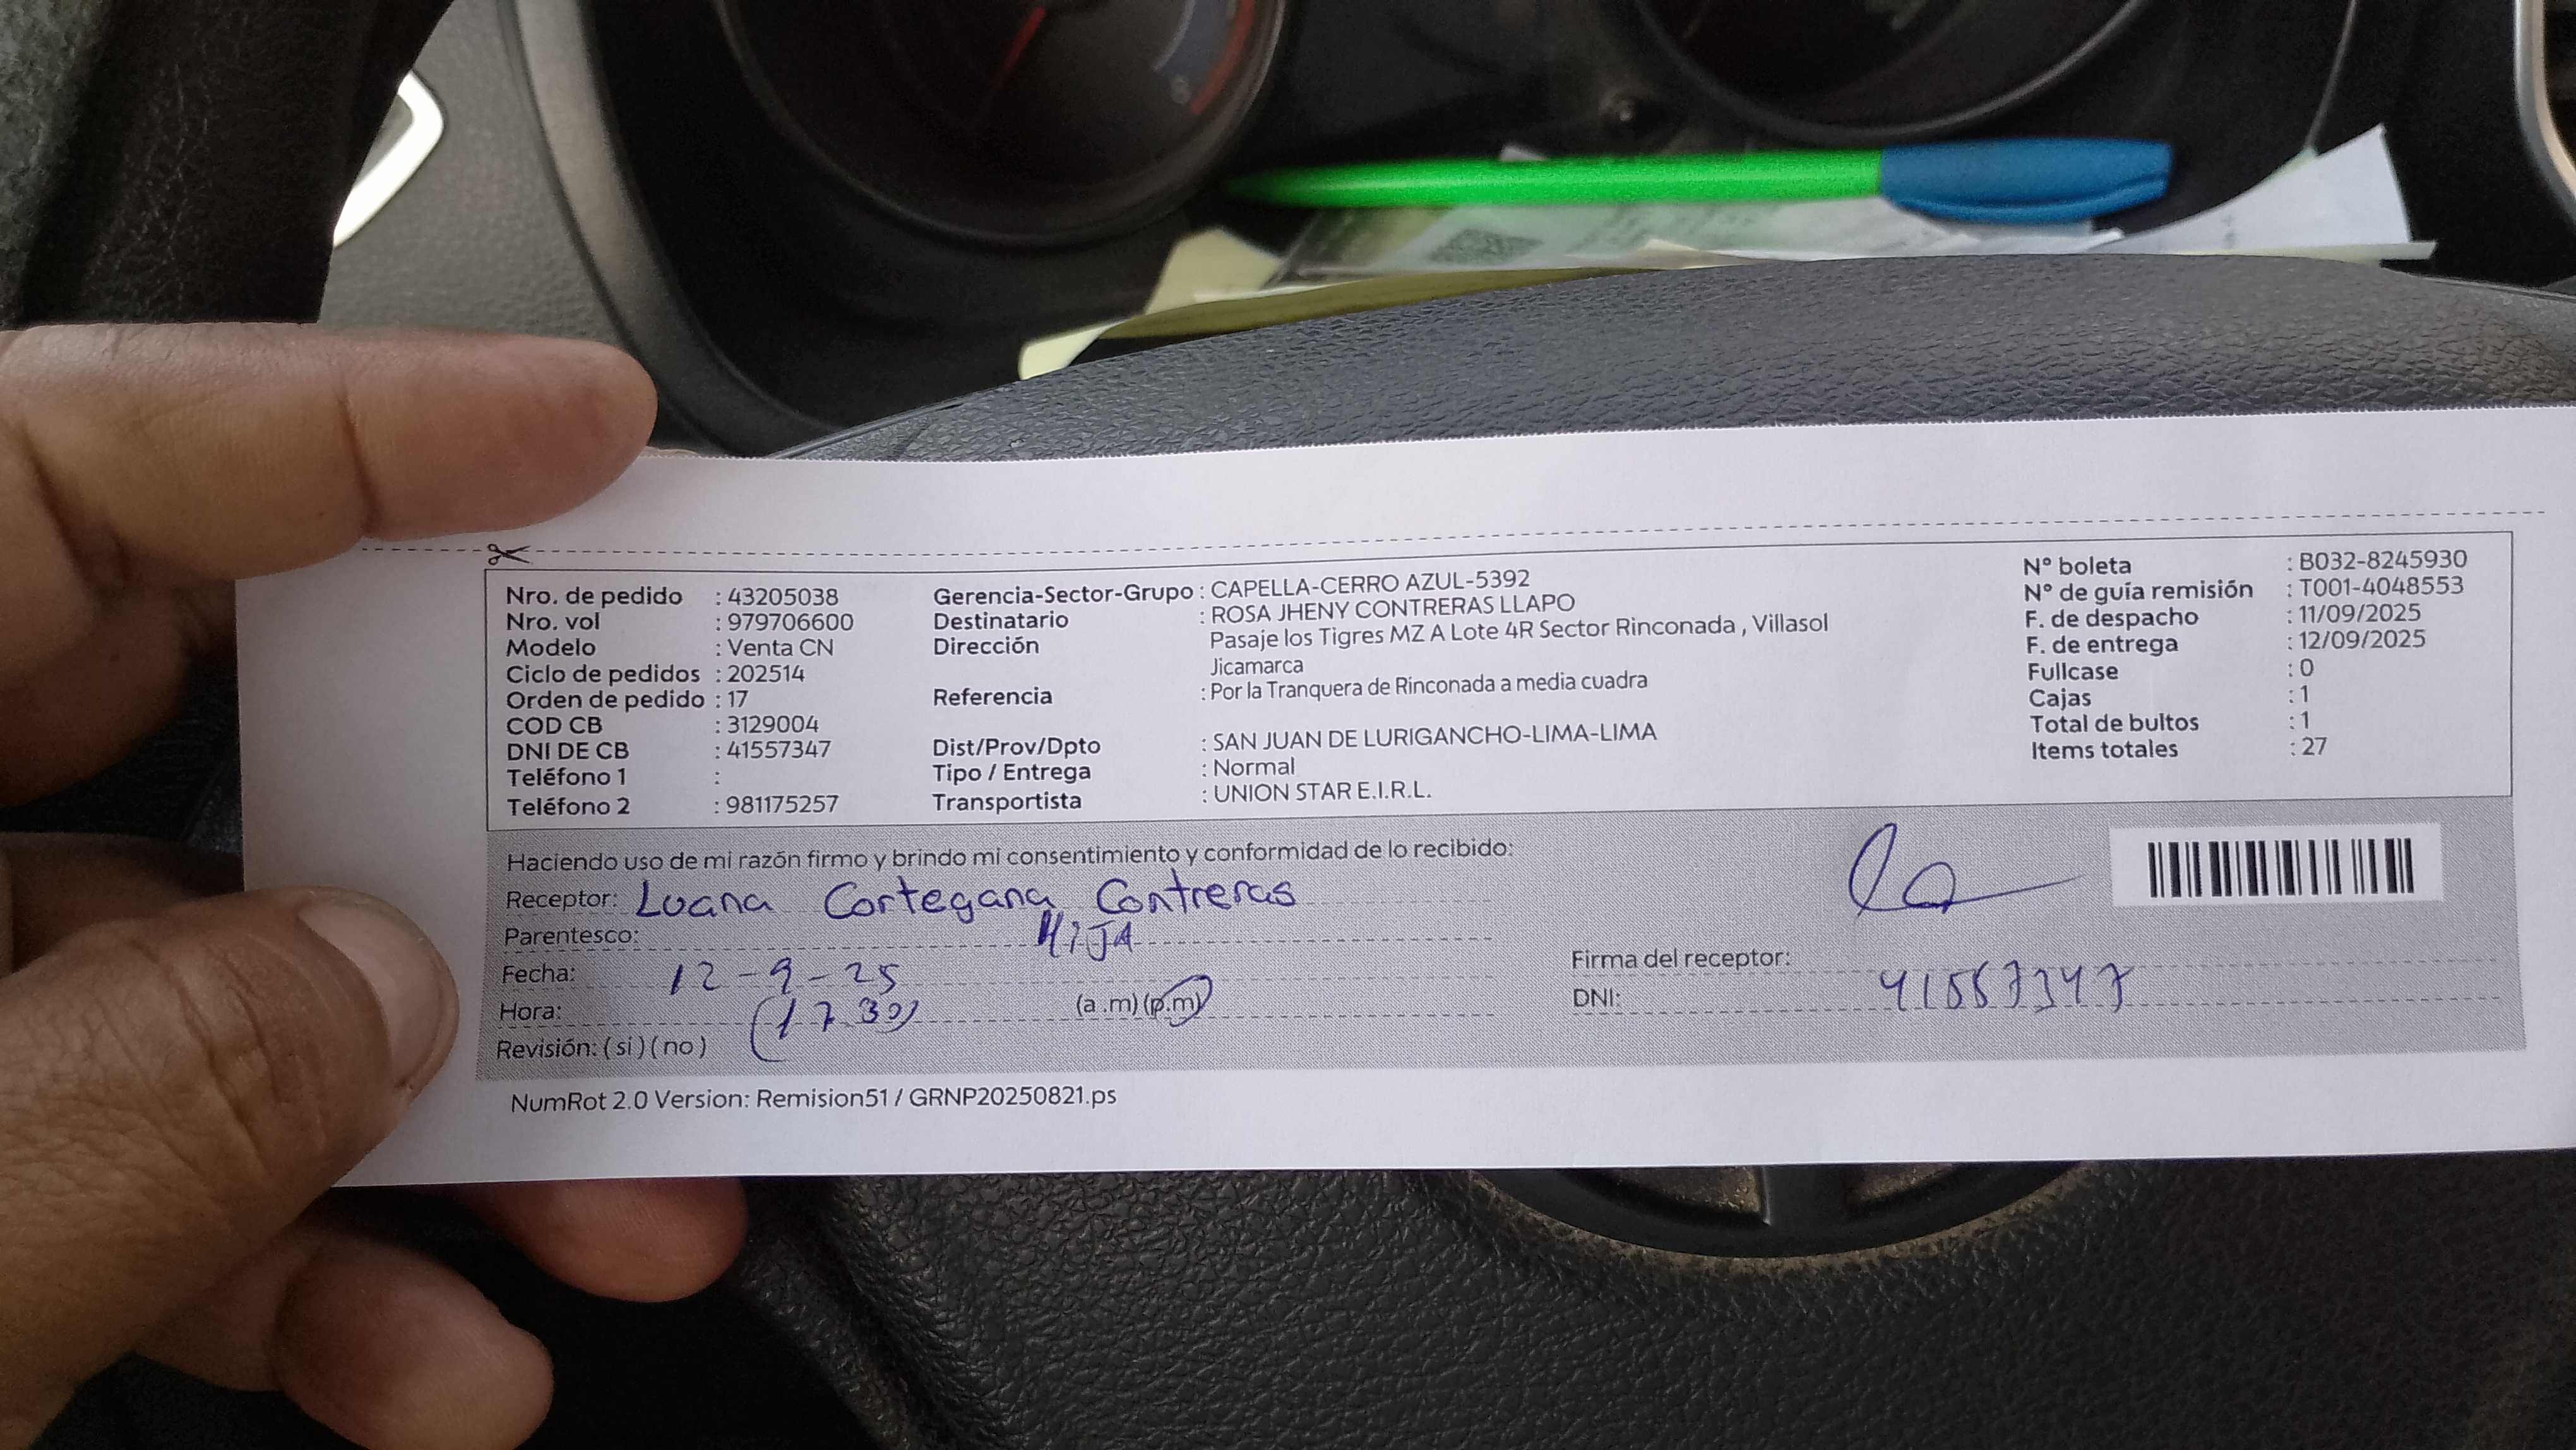 Nro. de pedido : 43205038
Nro. vol : 979706600
Modelo : Venta CN
Ciclo de pedidos : 202514
Orden de pedido : 17
COD CB : 3129004
DNI DE CB : 41557347
Teléfono 1 :
Teléfono 2 : 981175257
Gerencia-Sector-Grupo : CAPELLA-CERRO AZUL-5392
Destinatario : ROSA JHENY CONTRERAS LLAPO
Dirección Pasaje los Tigres MZ A Lote 4R Sector Rinconada , Villasol
Jicamarca
Referencia : Por la Tranquera de Rinconada a media cuadra
Dist/Prov/Dpto : SAN JUAN DE LURIGANCHO-LIMA-LIMA
Tipo / Entrega : Normal
Transportista : UNION STAR E.I.R.L.
N° boleta : B032-8245930
N° de guía remisión : T001-4048553
F. de despacho : 11/09/2025
F. de entrega : 12/09/2025
Fullcase : 0
Cajas : 1
Total de bultos : 1
Items totales : 27
Haciendo uso de mi razón firmo y brindo mi consentimiento y conformidad de lo recibido:
Receptor: Luana Cortegana Contreras
Parentesco: HiJA
Fecha: 12-9-25
Hora: (17 30) (a .m) (p.m)
Revisión: ( si ) ( no )
Firma del receptor:
DNI: 41557347
NumRot 2.0 Version: Remision51 / GRNP20250821.ps